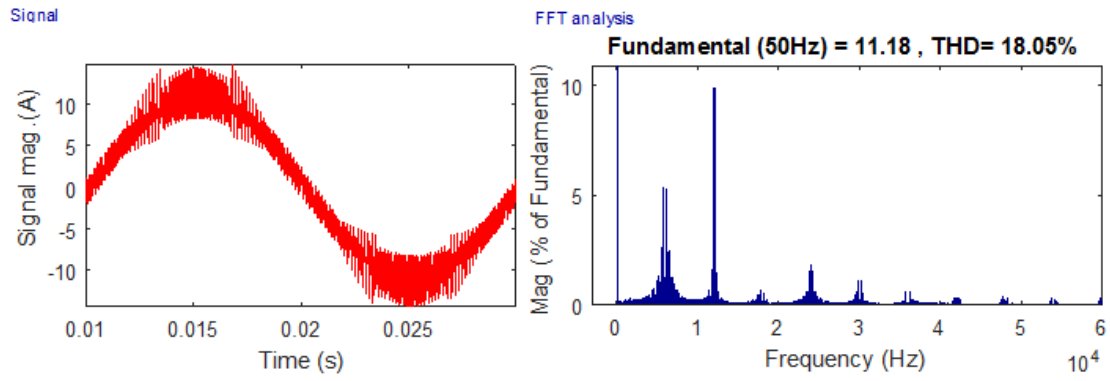 Signal
Signal mag.(A)
10
5
0
-5
-10
0.01
0.015
0.02
0.025
Time (s)
FFT analysis
Fundamental (50Hz) = 11.18 , THD= 18.05%
Mag (% of Fundamental)
10
5
0
0
1
2
3
4
5
6
Frequency (Hz)
10^4